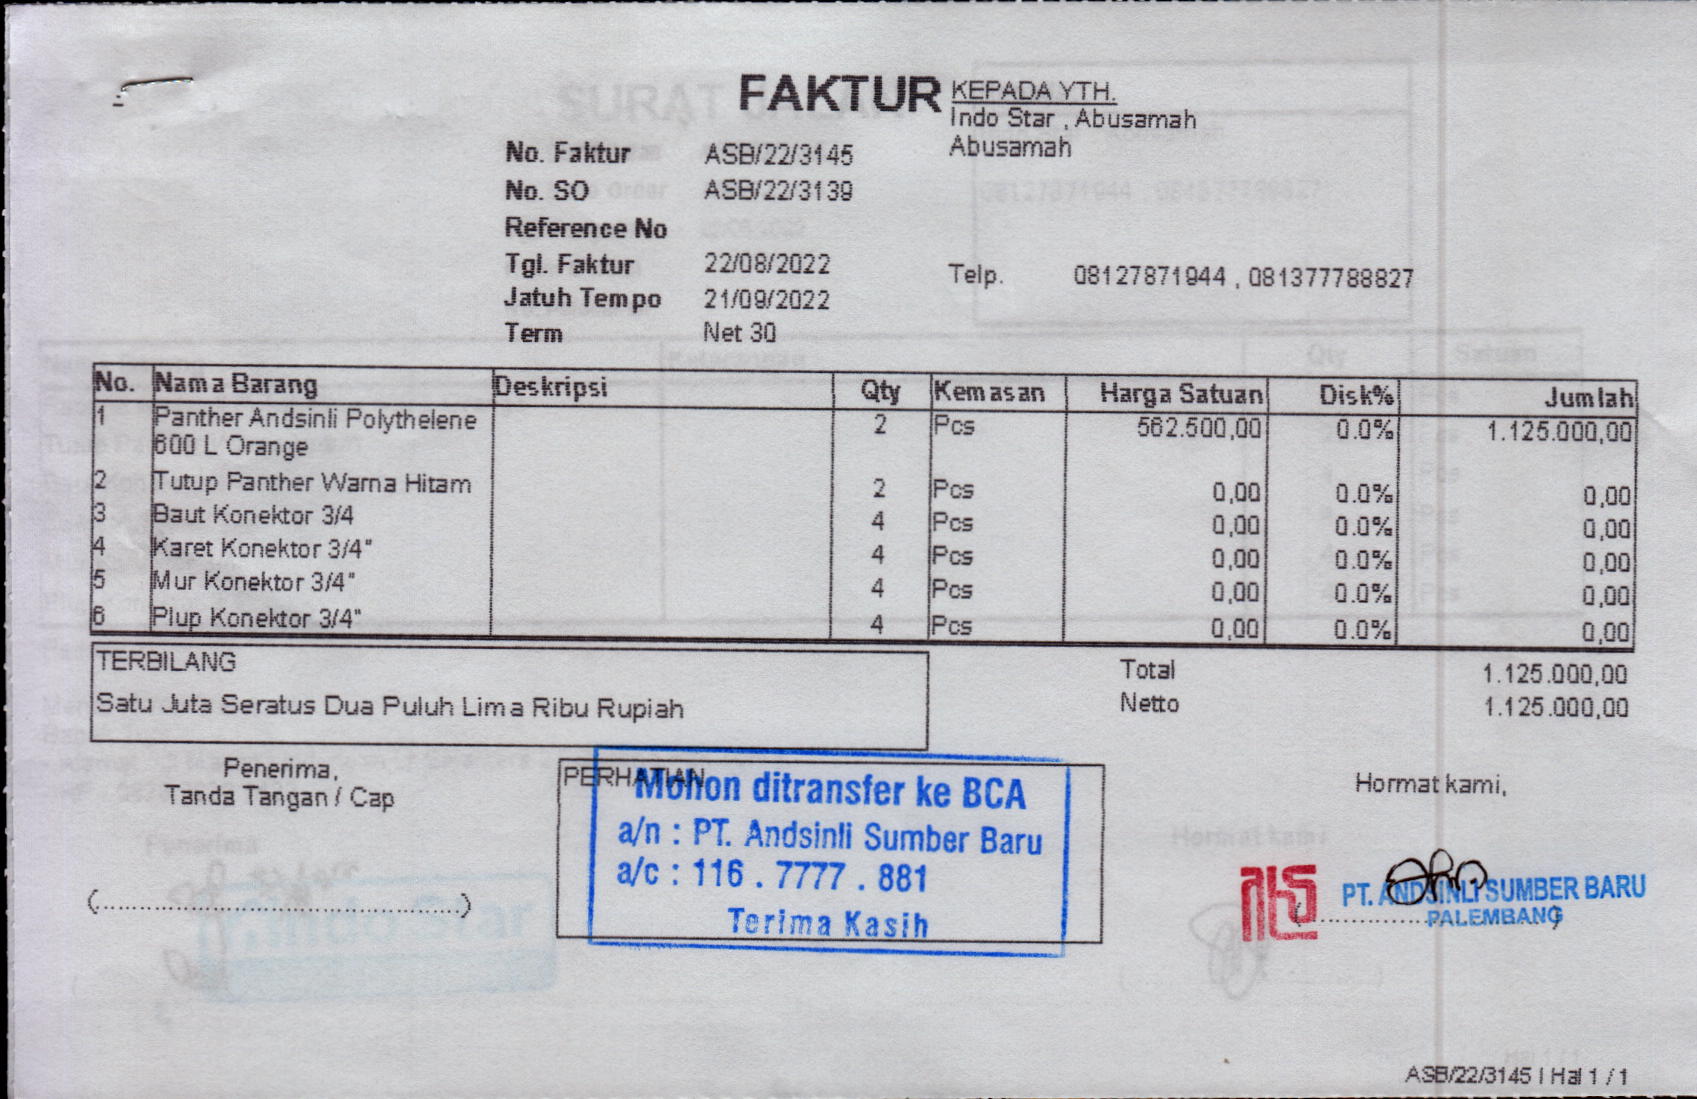 FAKTUR
KEPADA YTH.
Indo Star , Abusamah
Abusamah
No. Faktur ASB/22/3145
No. SO ASB/22/3139
Reference No
Tgl. Faktur 22/08/2022
Jatuh Tempo 21/09/2022
Term Net 30
Telp. 08127871944 , 081377788827
No. Nama Barang Deskripsi Qty Kemasan Harga Satuan Disk% Jumlah
1 Panther Andsinli Polythelene 2 Pcs 562.500,00 0.0% 1.125.000,00
600 L Orange
2 Tutup Panther Warna Hitam 2 Pcs 0,00 0.0% 0,00
3 Baut Konektor 3/4 4 Pcs 0,00 0.0% 0,00
4 Karet Konektor 3/4" 4 Pcs 0,00 0.0% 0,00
5 Mur Konektor 3/4" 4 Pcs 0,00 0.0% 0,00
6 Plup Konektor 3/4" 4 Pcs 0,00 0.0% 0,00
TERBILANG
Satu Juta Seratus Dua Puluh Lima Ribu Rupiah
Total 1.125.000,00
Netto 1.125.000,00
Penerima,
Tanda Tangan / Cap
(....................................................)
PERHATIAN
Mohon ditransfer ke BCA
a/n : PT. Andsinli Sumber Baru
a/c : 116 . 7777 . 881
Terima Kasih
Hormat kami,
PT. ANDSINLI SUMBER BARU
PALEMBANG
ASB/22/3145 | Hal 1 / 1